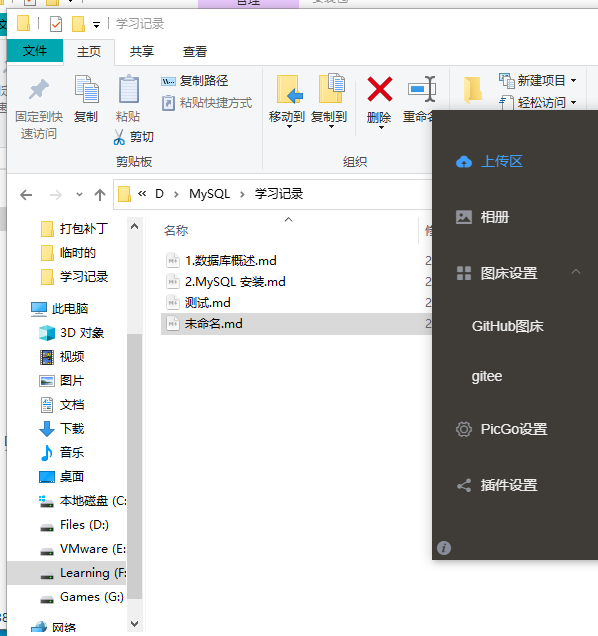 管理
学习记录
文件 主页 共享 查看
固定到快速访问
复制
粘贴
复制路径
粘贴快捷方式
剪切
剪贴板
移动到
复制到
删除
组织
新建项目
轻松访问
« D > MySQL > 学习记录
名称
打包补丁
临时的
学习记录
此电脑
3D 对象
视频
图片
文档
下载
音乐
桌面
本地磁盘 (C:
Files (D:)
VMware (E:
Learning (F:
Games (G:)
网络
1.数据库概述.md
2.MySQL 安装.md
测试.md
未命名.md
上传区
相册
图床设置
GitHub图床
gitee
PicGo设置
插件设置